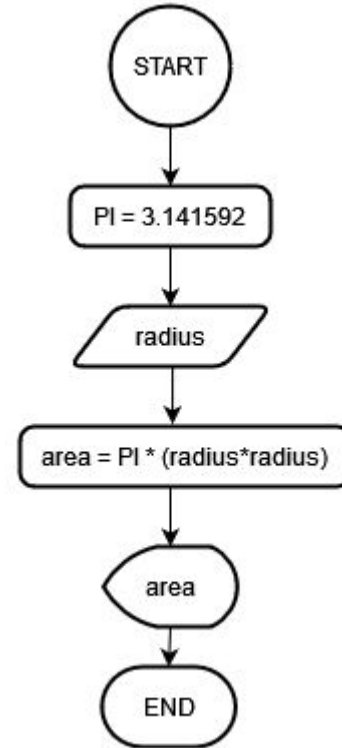 START
PI = 3.141592
radius
area = PI * (radius*radius)
area
END